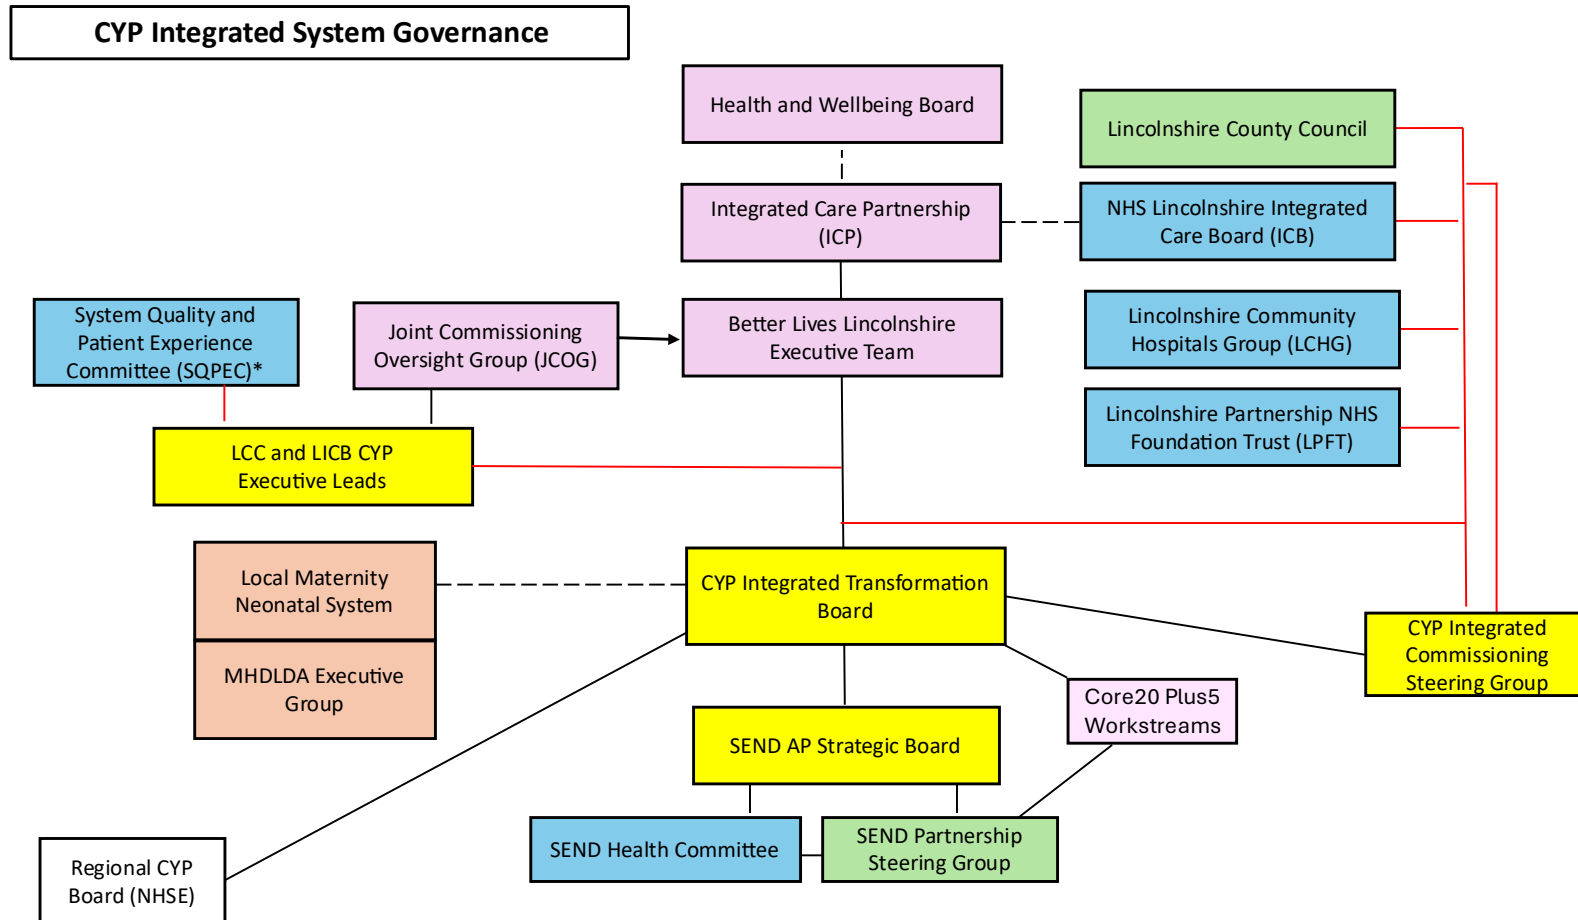 CYP Integrated System Governance
Health and Wellbeing Board
Lincolnshire County Council
Integrated Care Partnership
(ICP)
NHS Lincolnshire Integrated
Care Board (ICB)
System Quality and
Patient Experience
Committee (SQPEC)*
Joint Commissioning
Oversight Group (JCOG)
Better Lives Lincolnshire
Executive Team
Lincolnshire Community
Hospitals Group (LCHG)
Lincolnshire Partnership NHS
Foundation Trust (LPFT)
LCC and LICB CYP
Executive Leads
Local Maternity
Neonatal System
CYP Integrated Transformation
Board
MHDLDA Executive
Group
CYP Integrated
Commissioning
Steering Group
Core20 Plus5
Workstreams
SEND AP Strategic Board
SEND Health Committee
SEND Partnership
Steering Group
Regional CYP
Board (NHSE)